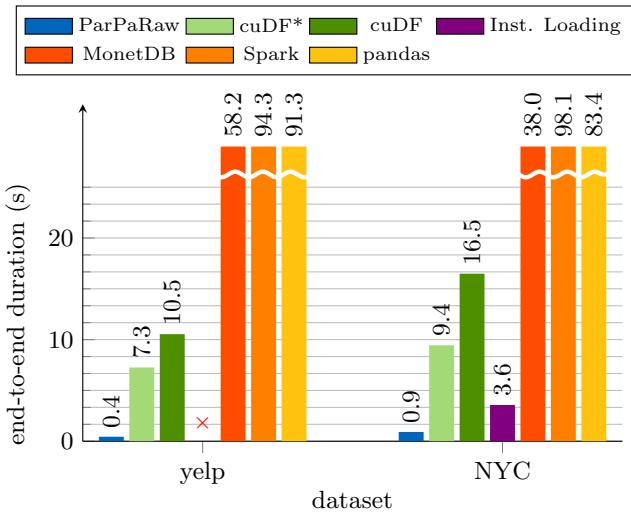 ParPaRaw cuDF* cuDF Inst. Loading
MonetDB Spark pandas
58.2 94.3 91.3 38.0 98.1 83.4
end-to-end duration (s)
20
10
0
0.4 7.3 10.5 0.9 9.4 16.5 3.6
yelp NYC
dataset